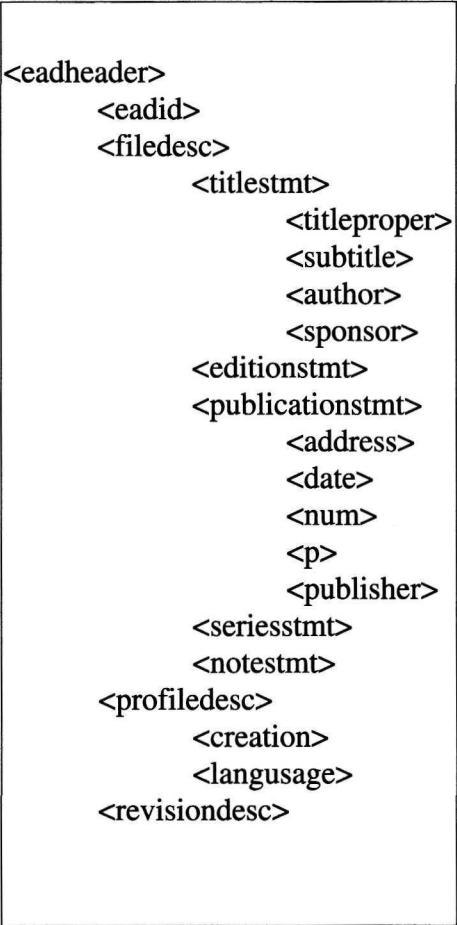 <eadheader>
<eadid>
<filedesc>
<titlestmt>
<titleproper>
<subtitle>
<author>
<sponsor>
<editionstmt>
<publicationstmt>
<address>
<date>
<num>
<p>
<publisher>
<seriesstmt>
<notestmt>
<profiledesc>
<creation>
<langusage>
<revisiondesc>